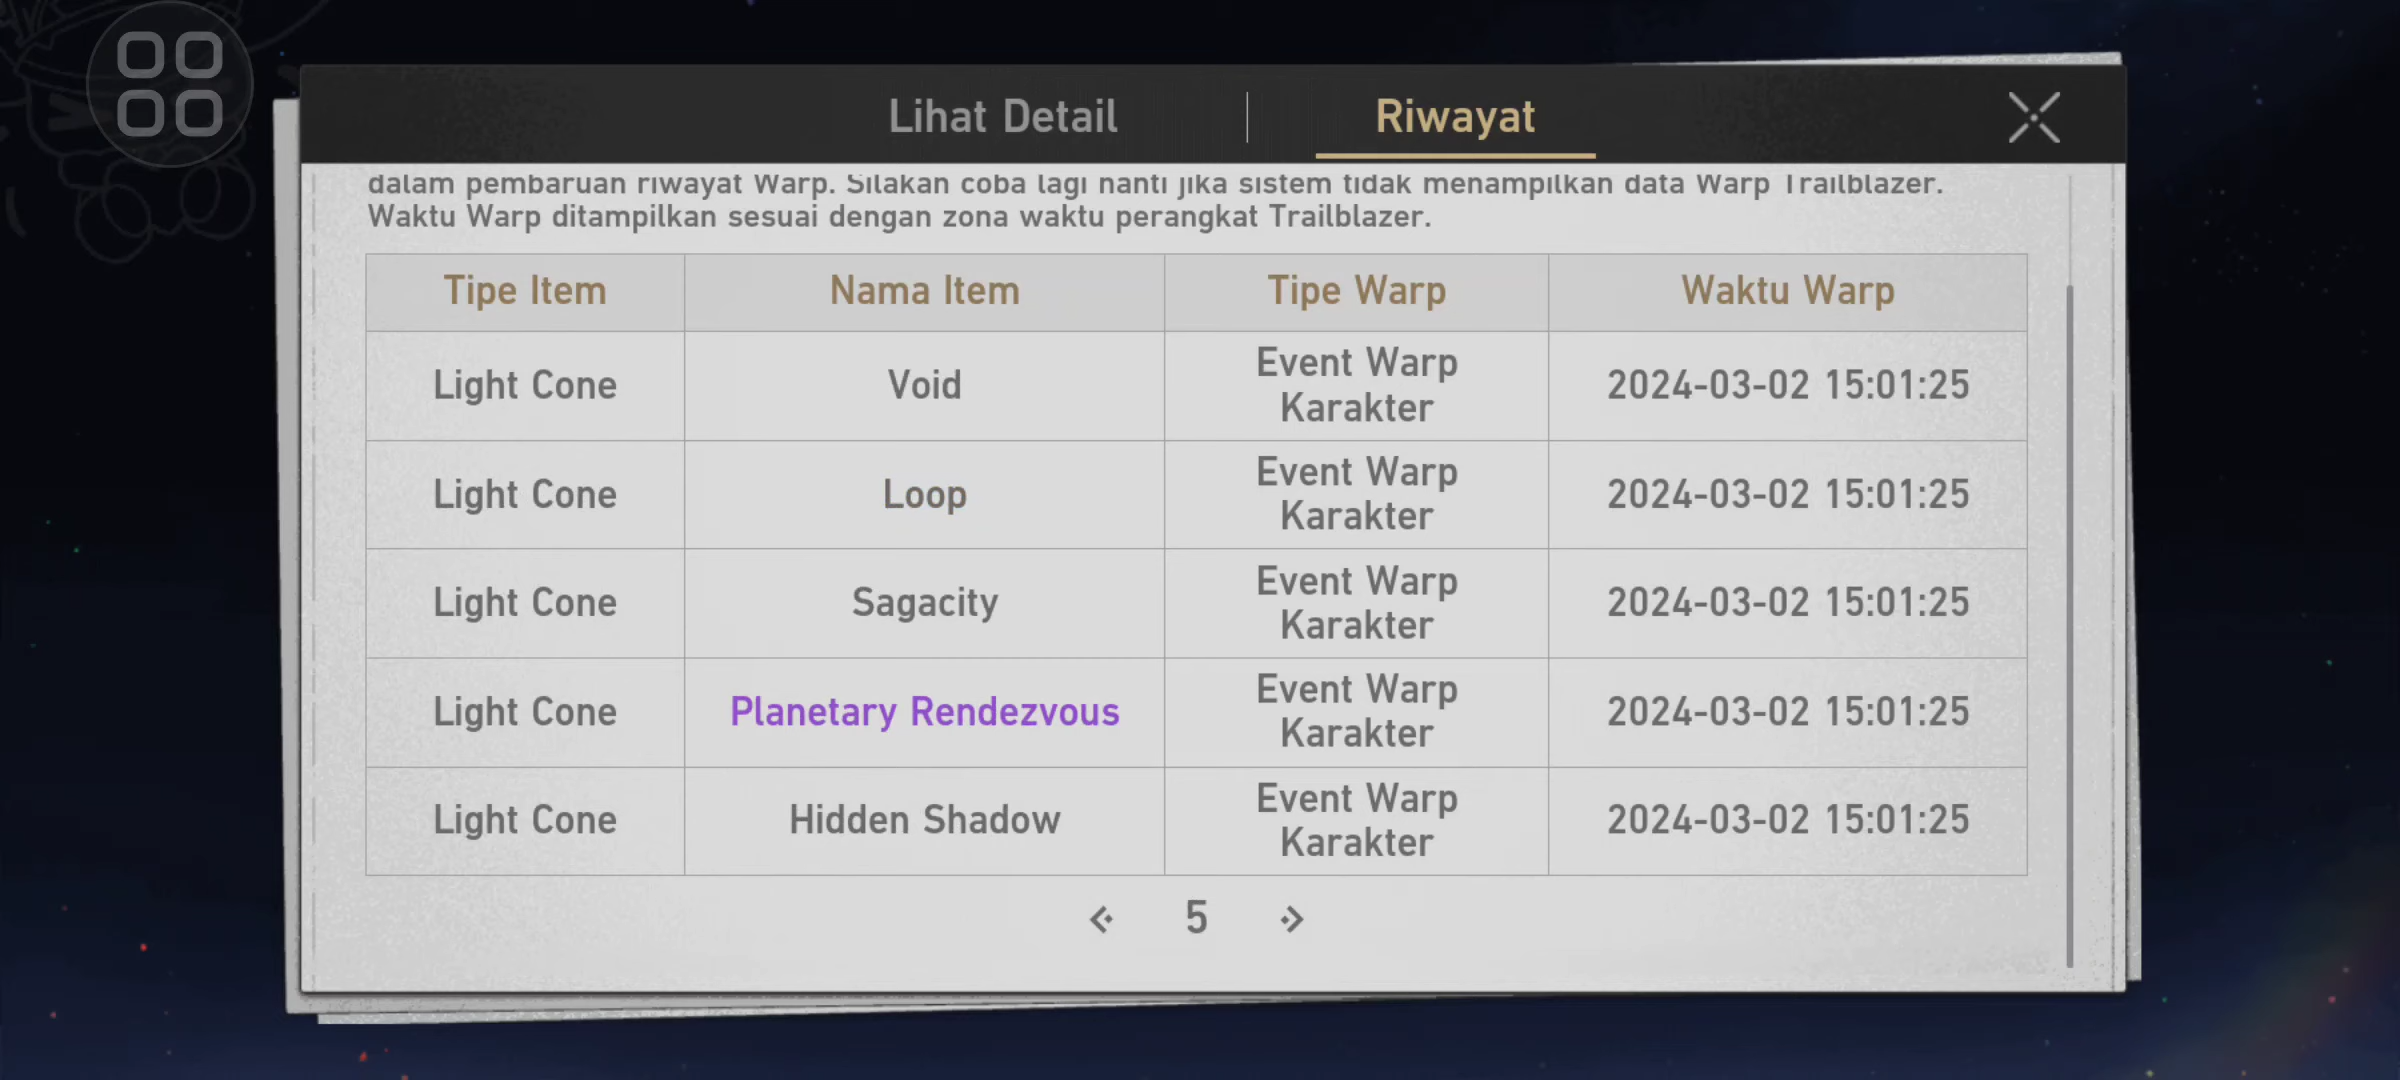 Lihat Detail
Riwayat
dalam pembaruan riwayat Warp. Silakan coba lagi nanti jika sistem tidak menampilkan data Warp Trailblazer.
Waktu Warp ditampilkan sesuai dengan zona waktu perangkat Trailblazer.
Tipe Item Nama Item Tipe Warp Waktu Warp
Light Cone Void Event Warp Karakter 2024-03-02 15:01:25
Light Cone Loop Event Warp Karakter 2024-03-02 15:01:25
Light Cone Sagacity Event Warp Karakter 2024-03-02 15:01:25
Light Cone Planetary Rendezvous Event Warp Karakter 2024-03-02 15:01:25
Light Cone Hidden Shadow Event Warp Karakter 2024-03-02 15:01:25
5